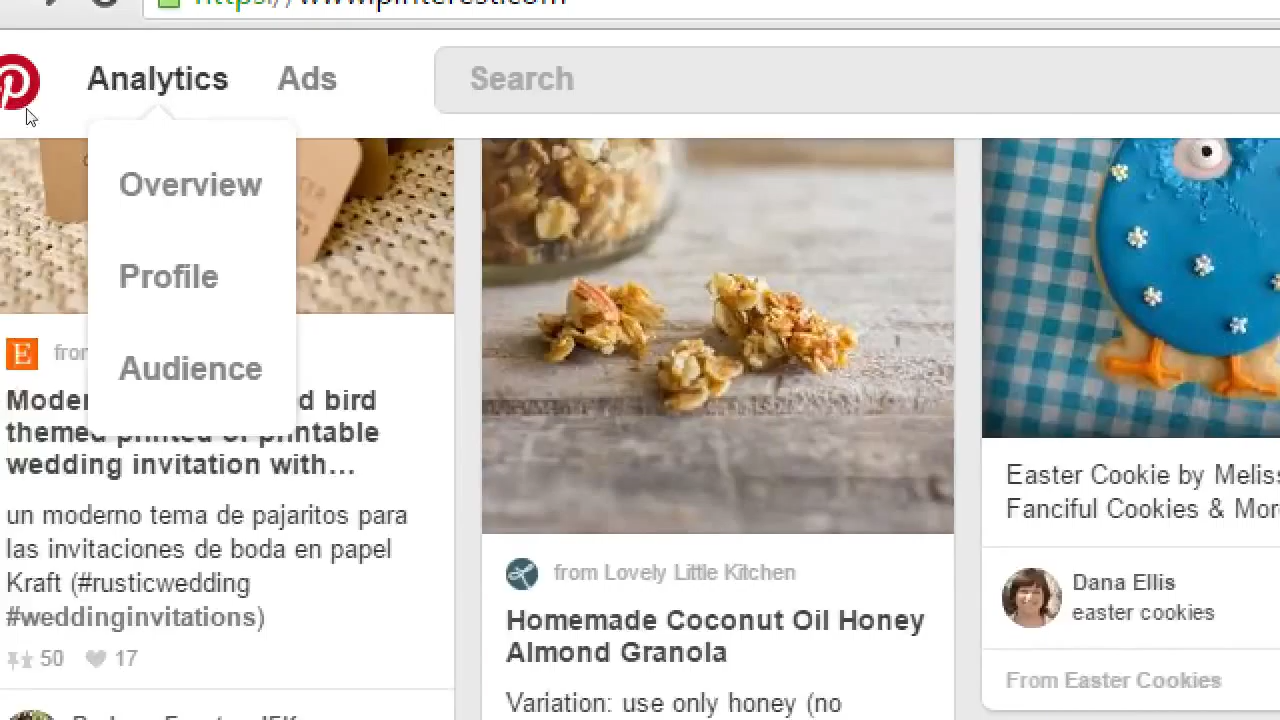 https://www.pinterest.com
Analytics
Ads
Search
Overview
Profile
Audience
from
d bird
themed printed or printable
wedding invitation with...
un moderno tema de pajaritos para
las invitaciones de boda en papel
Kraft (#rusticwedding
#weddinginvitations)
50 17
from Lovely Little Kitchen
Homemade Coconut Oil Honey
Almond Granola
Variation: use only honey (no
Easter Cookie by Meliss
Fanciful Cookies & Mor
Dana Ellis
easter cookies
From Easter Cookies